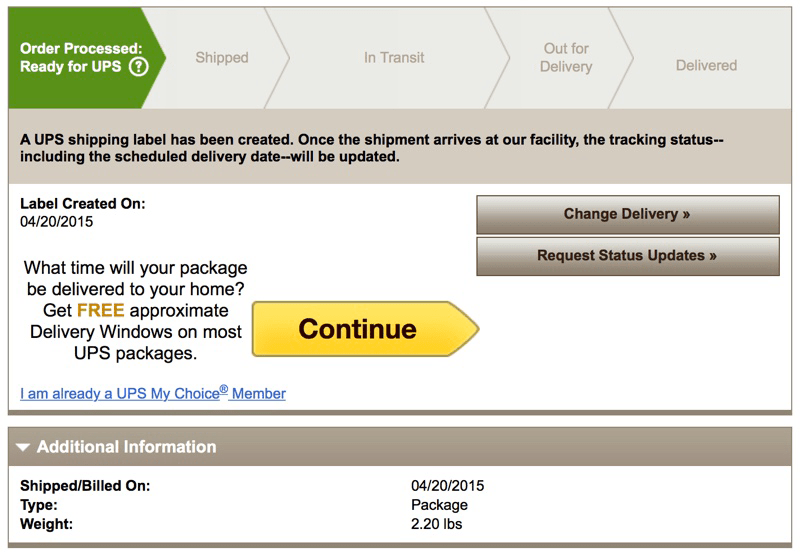 Order Processed:
Ready for UPS ?
Shipped
In Transit
Out for
Delivery
Delivered
A UPS shipping label has been created. Once the shipment arrives at our facility, the tracking status--
including the scheduled delivery date--will be updated.
Label Created On:
04/20/2015
Change Delivery »
Request Status Updates »
What time will your package
be delivered to your home?
Get FREE approximate
Delivery Windows on most
UPS packages.
Continue
I am already a UPS My Choice® Member
Additional Information
Shipped/Billed On: 04/20/2015
Type: Package
Weight: 2.20 lbs